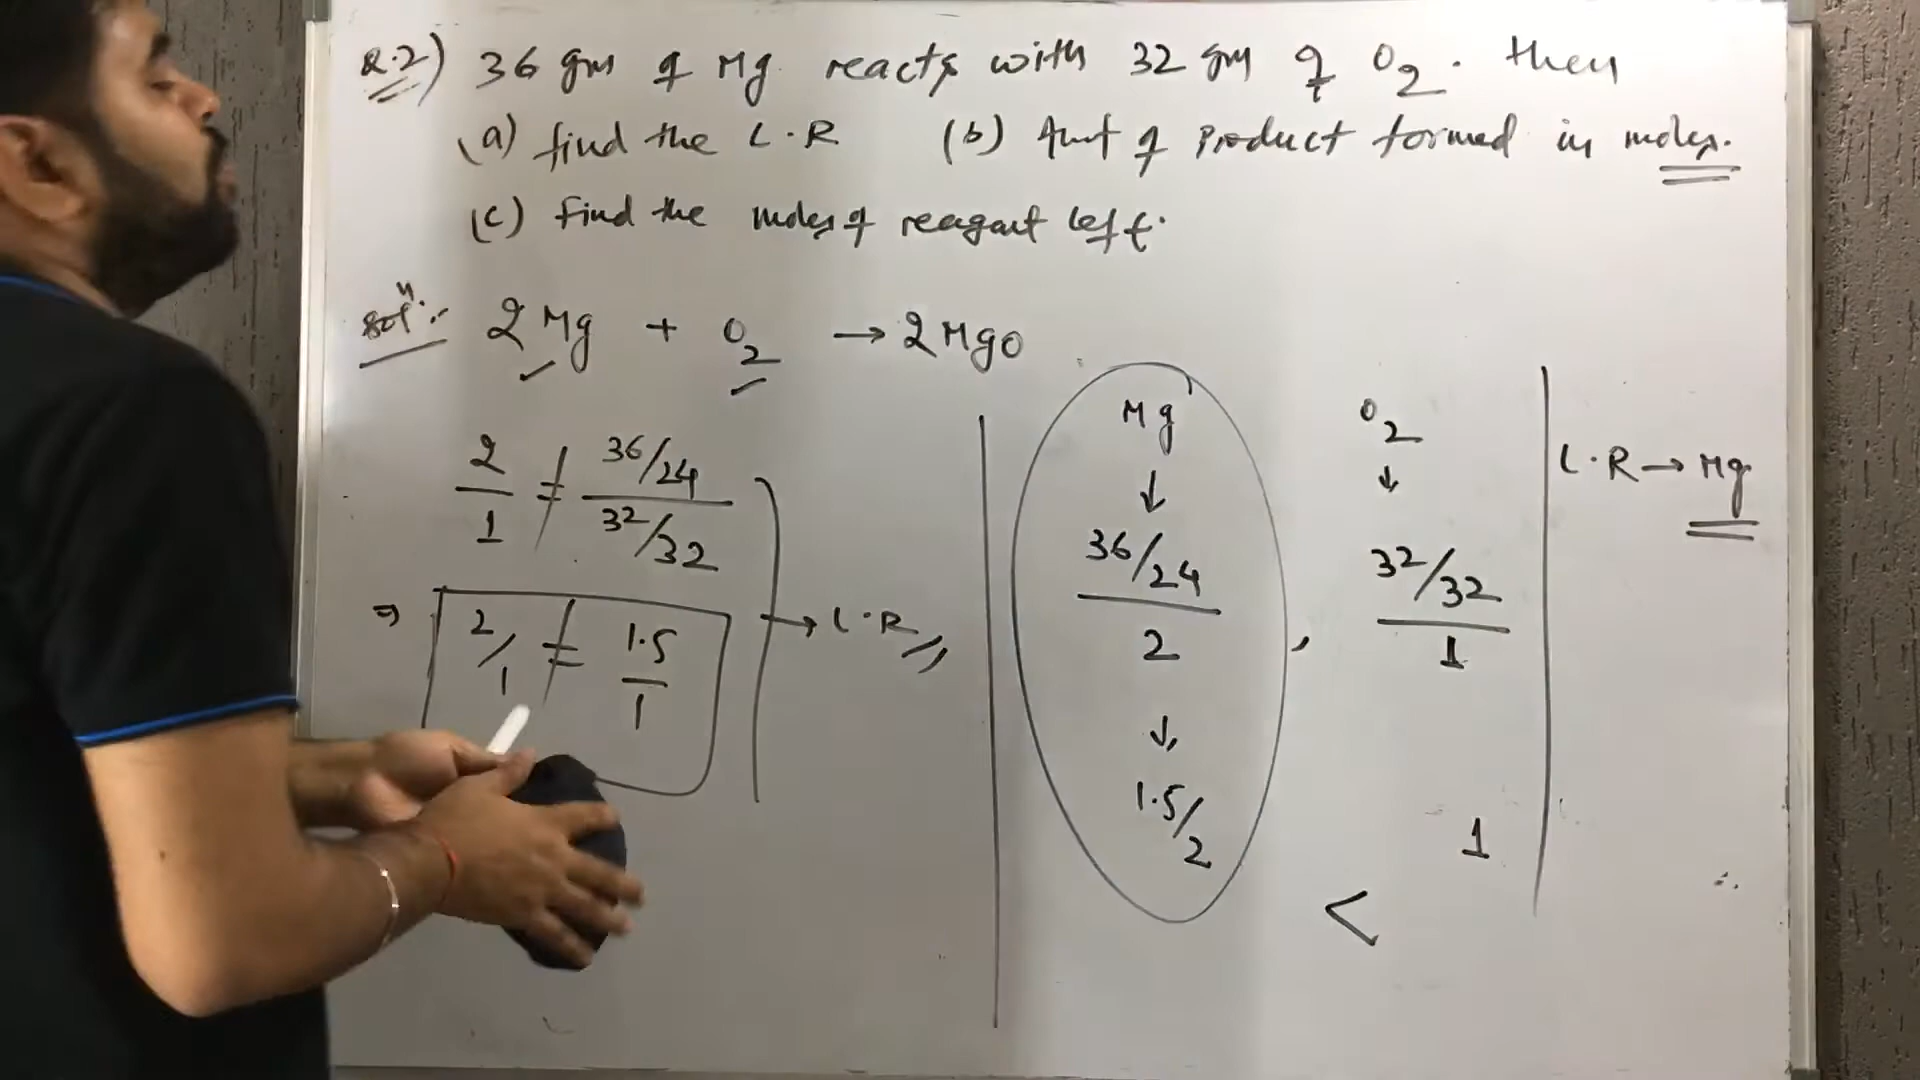 Q.2) 36 gm of Mg reacts with 32 gm of O2. then
(a) find the L.R (b) Amt of Product formed in moles.
(c) Find the moles of reagent left.
Solⁿ:- 2Mg + O2 → 2MgO
2/1 ≠ (36/24)/(32/32)
⇒ 2/1 ≠ 1.5/1
→ L.R
Mg , O2
↓ ↓
(36/24)/2 , (32/32)/1
↓
1.5/2 < 1
L.R → Mg
∴